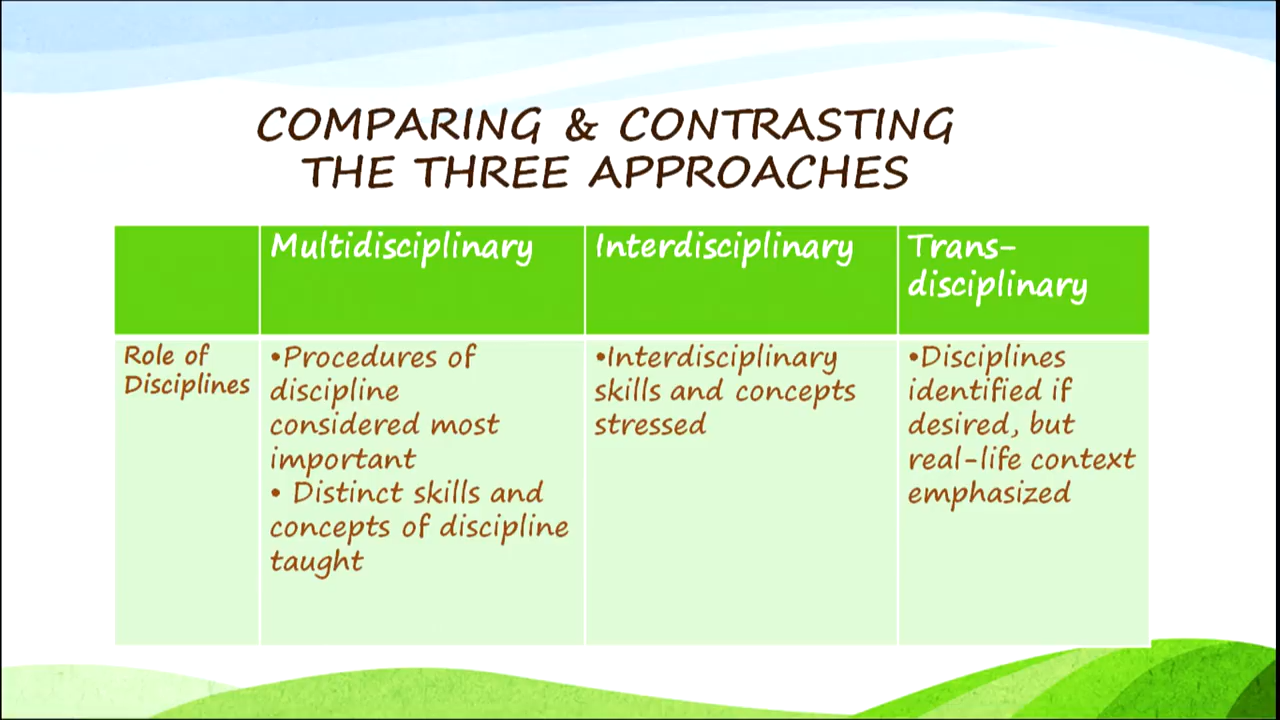 COMPARING & CONTRASTING
THE THREE APPROACHES
Multidisciplinary
Interdisciplinary
Trans-
disciplinary
Role of
Disciplines
•Procedures of
discipline
considered most
important
• Distinct skills and
concepts of discipline
taught
•Interdisciplinary
skills and concepts
stressed
•Disciplines
identified if
desired, but
real-life context
emphasized